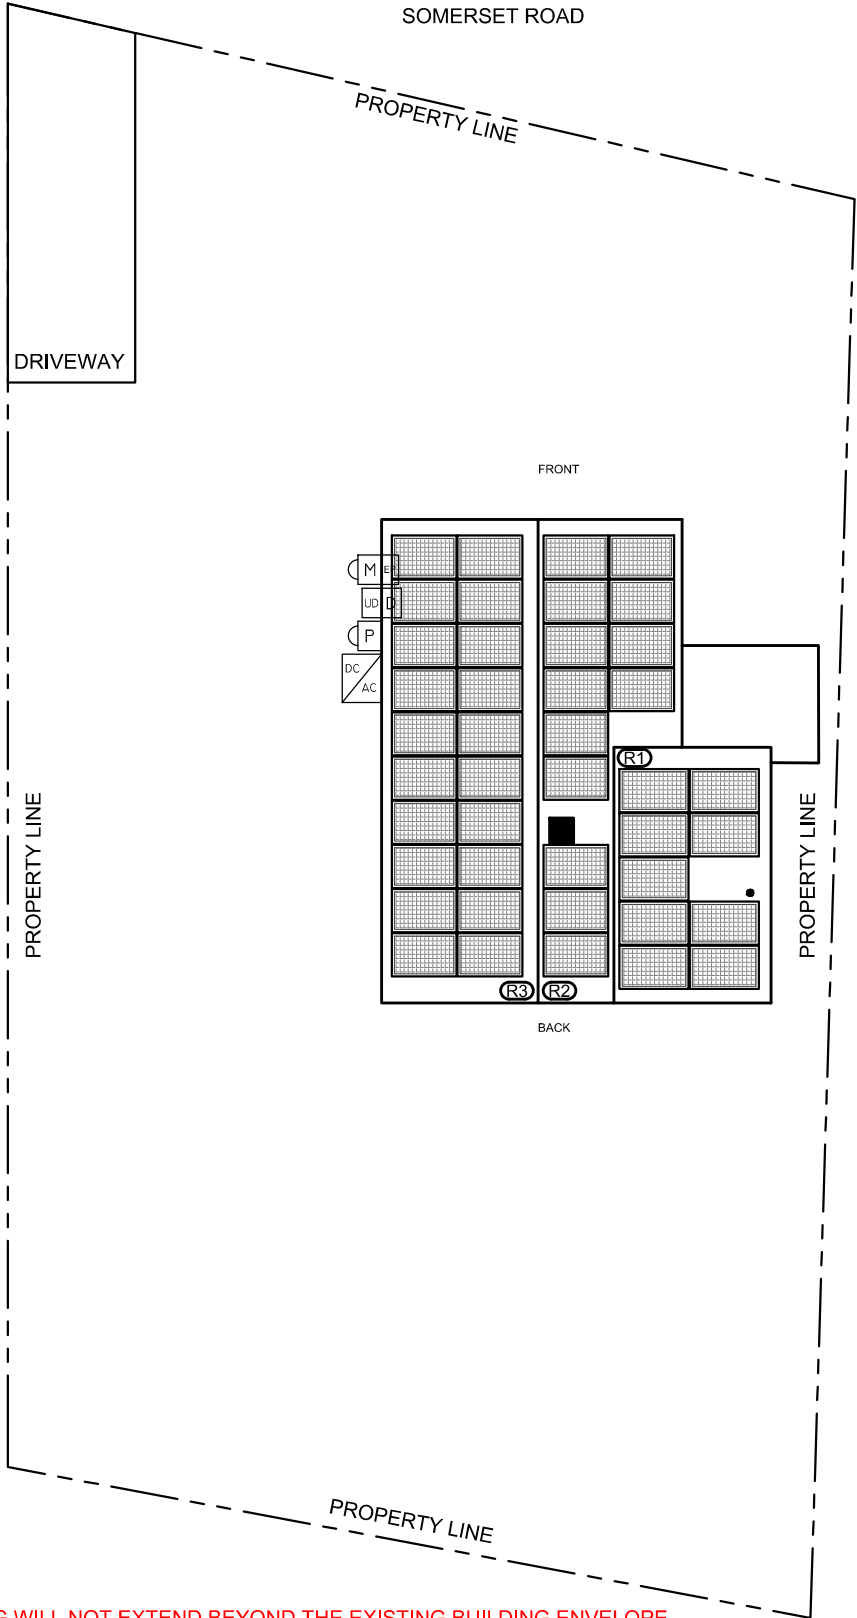 SOMERSET ROAD
PROPERTY LINE
DRIVEWAY
FRONT
M
UD
P
DC
AC
R1
PROPERTY LINE
PROPERTY LINE
R3
R2
BACK
PROPERTY LINE
WILL NOT EXTEND BEYOND THE EXISTING BUILDING ENVELOPE